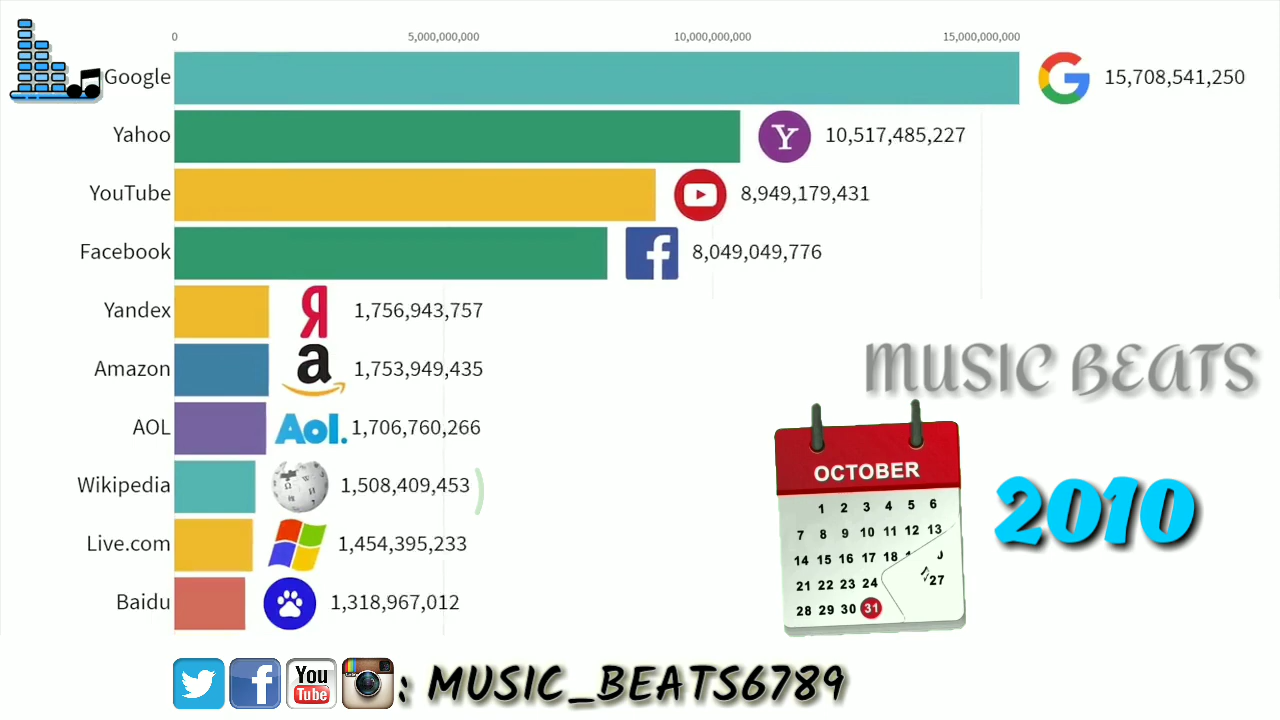 0 5,000,000,000 10,000,000,000 15,000,000,000
Google 15,708,541,250
Yahoo Y 10,517,485,227
YouTube 8,949,179,431
Facebook f 8,049,049,776
Yandex Я 1,756,943,757
Amazon a 1,753,949,435
AOL Aol. 1,706,760,266
Wikipedia 1,508,409,453
Live.com 1,454,395,233
Baidu 1,318,967,012
MUSIC BEATS
OCTOBER
1 2 3 4 5 6
7 8 9 10 11 12 13
14 15 16 17 18
21 22 23 24 27
28 29 30 31
2010
You Tube : MUSIC_BEATS6789